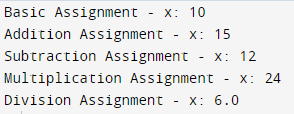 Basic Assignment - x: 10
Addition Assignment - x: 15
Subtraction Assignment - x: 12
Multiplication Assignment - x: 24
Division Assignment - x: 6.0